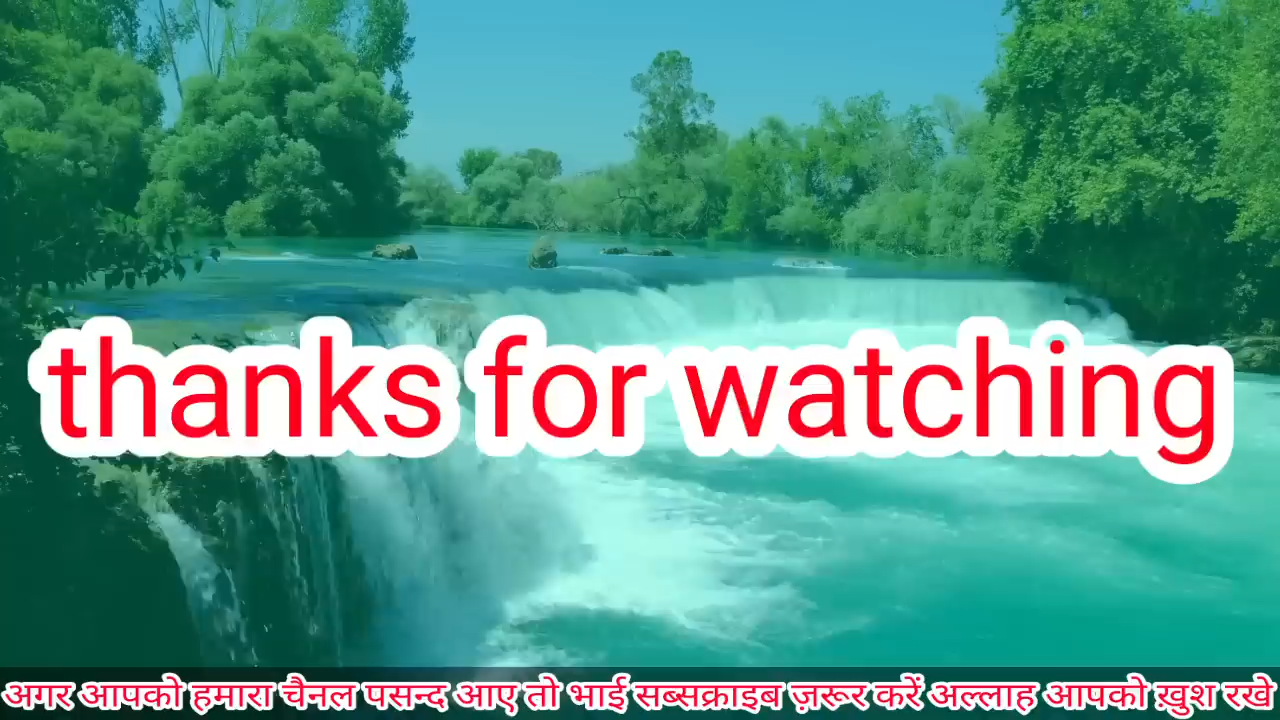 thanks for watching
अगर आपको हमारा चैनल पसन्द आए तो भाई सब्सक्राइब ज़रूर करें अल्लाह आपको ख़ुश रखे